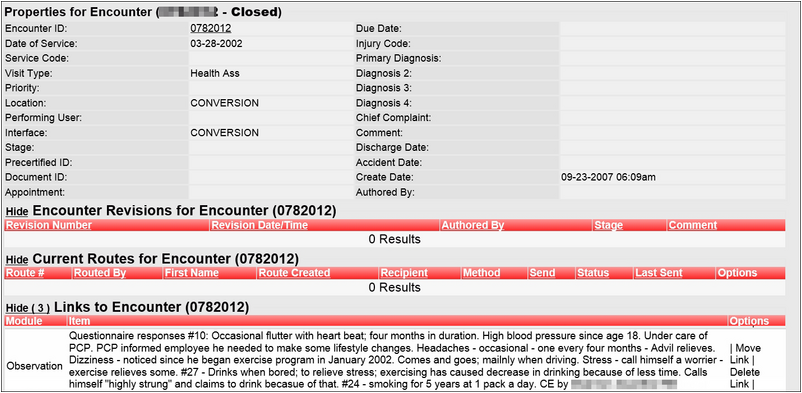 Properties for Encounter ( - Closed)
Encounter ID: 0782012 Due Date:
Date of Service: 03-28-2002 Injury Code:
Service Code: Primary Diagnosis:
Visit Type: Health Ass Diagnosis 2:
Priority: Diagnosis 3:
Location: CONVERSION Diagnosis 4:
Performing User: Chief Complaint:
Interface: CONVERSION Comment:
Stage: Discharge Date:
Precertified ID: Accident Date:
Document ID: Create Date: 09-23-2007 06:09am
Appointment: Authored By:
Hide Encounter Revisions for Encounter (0782012)
Revision Number Revision Date/Time Authored By Stage Comment
0 Results
Hide Current Routes for Encounter (0782012)
Route # Routed By First Name Route Created Recipient Method Send Status Last Sent Options
0 Results
Hide ( 3 ) Links to Encounter (0782012)
Module Item Options
Questionnaire responses #10: Occasional flutter with heart beat; four months in duration. High blood pressure since age 18. Under care of
PCP. PCP informed employee he needed to make some lifestyle changes. Headaches - occasional - one every four months - Advil relieves. | Move
Observation Dizziness - noticed since he began exercise program in January 2002. Comes and goes; mailnly when driving. Stress - call himself a worrier - Link |
exercise relieves some. #27 - Drinks when bored; to relieve stress; exercising has caused decrease in drinking because of less time. Calls Delete
himself "highly strung" and claims to drink becasue of that. #24 - smoking for 5 years at 1 pack a day. CE by Link |